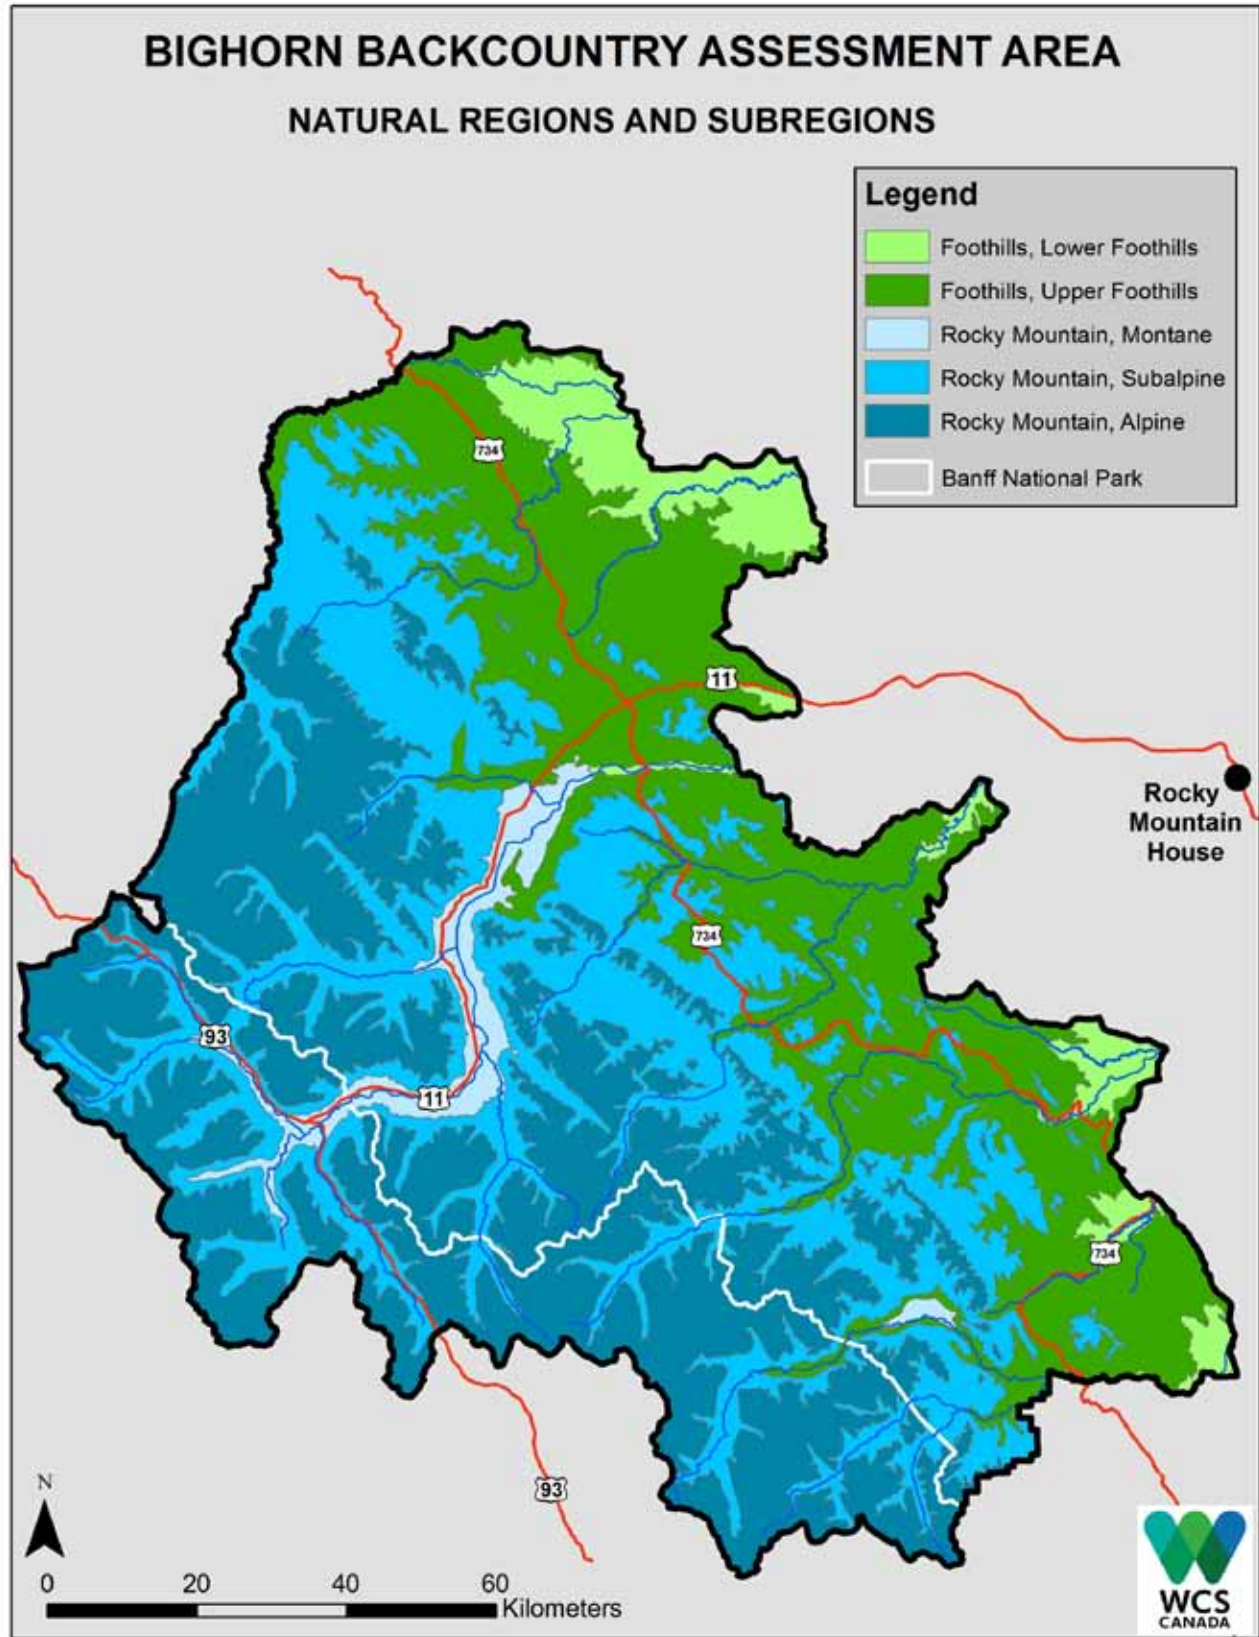 BIGHORN BACKCOUNTRY ASSESSMENT AREA
NATURAL REGIONS AND SUBREGIONS
Legend
Foothills, Lower Foothills
Foothills, Upper Foothills
Rocky Mountain, Montane
Rocky Mountain, Subalpine
Rocky Mountain, Alpine
Banff National Park
734
11
Rocky
Mountain
House
734
93
11
734
93
N
0 20 40 60
Kilometers
WCS
CANADA